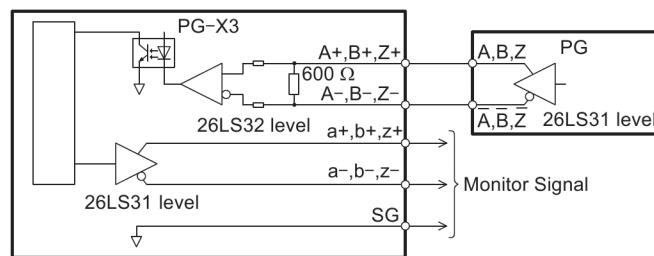 PG-X3
A+,B+,Z+
A,B,Z
PG
600 Ω
A−,B−,Z−
26LS32 level
A̅,B̅,Z̅
26LS31 level
a+,b+,z+
a−,b−,z−
26LS31 level
Monitor Signal
SG